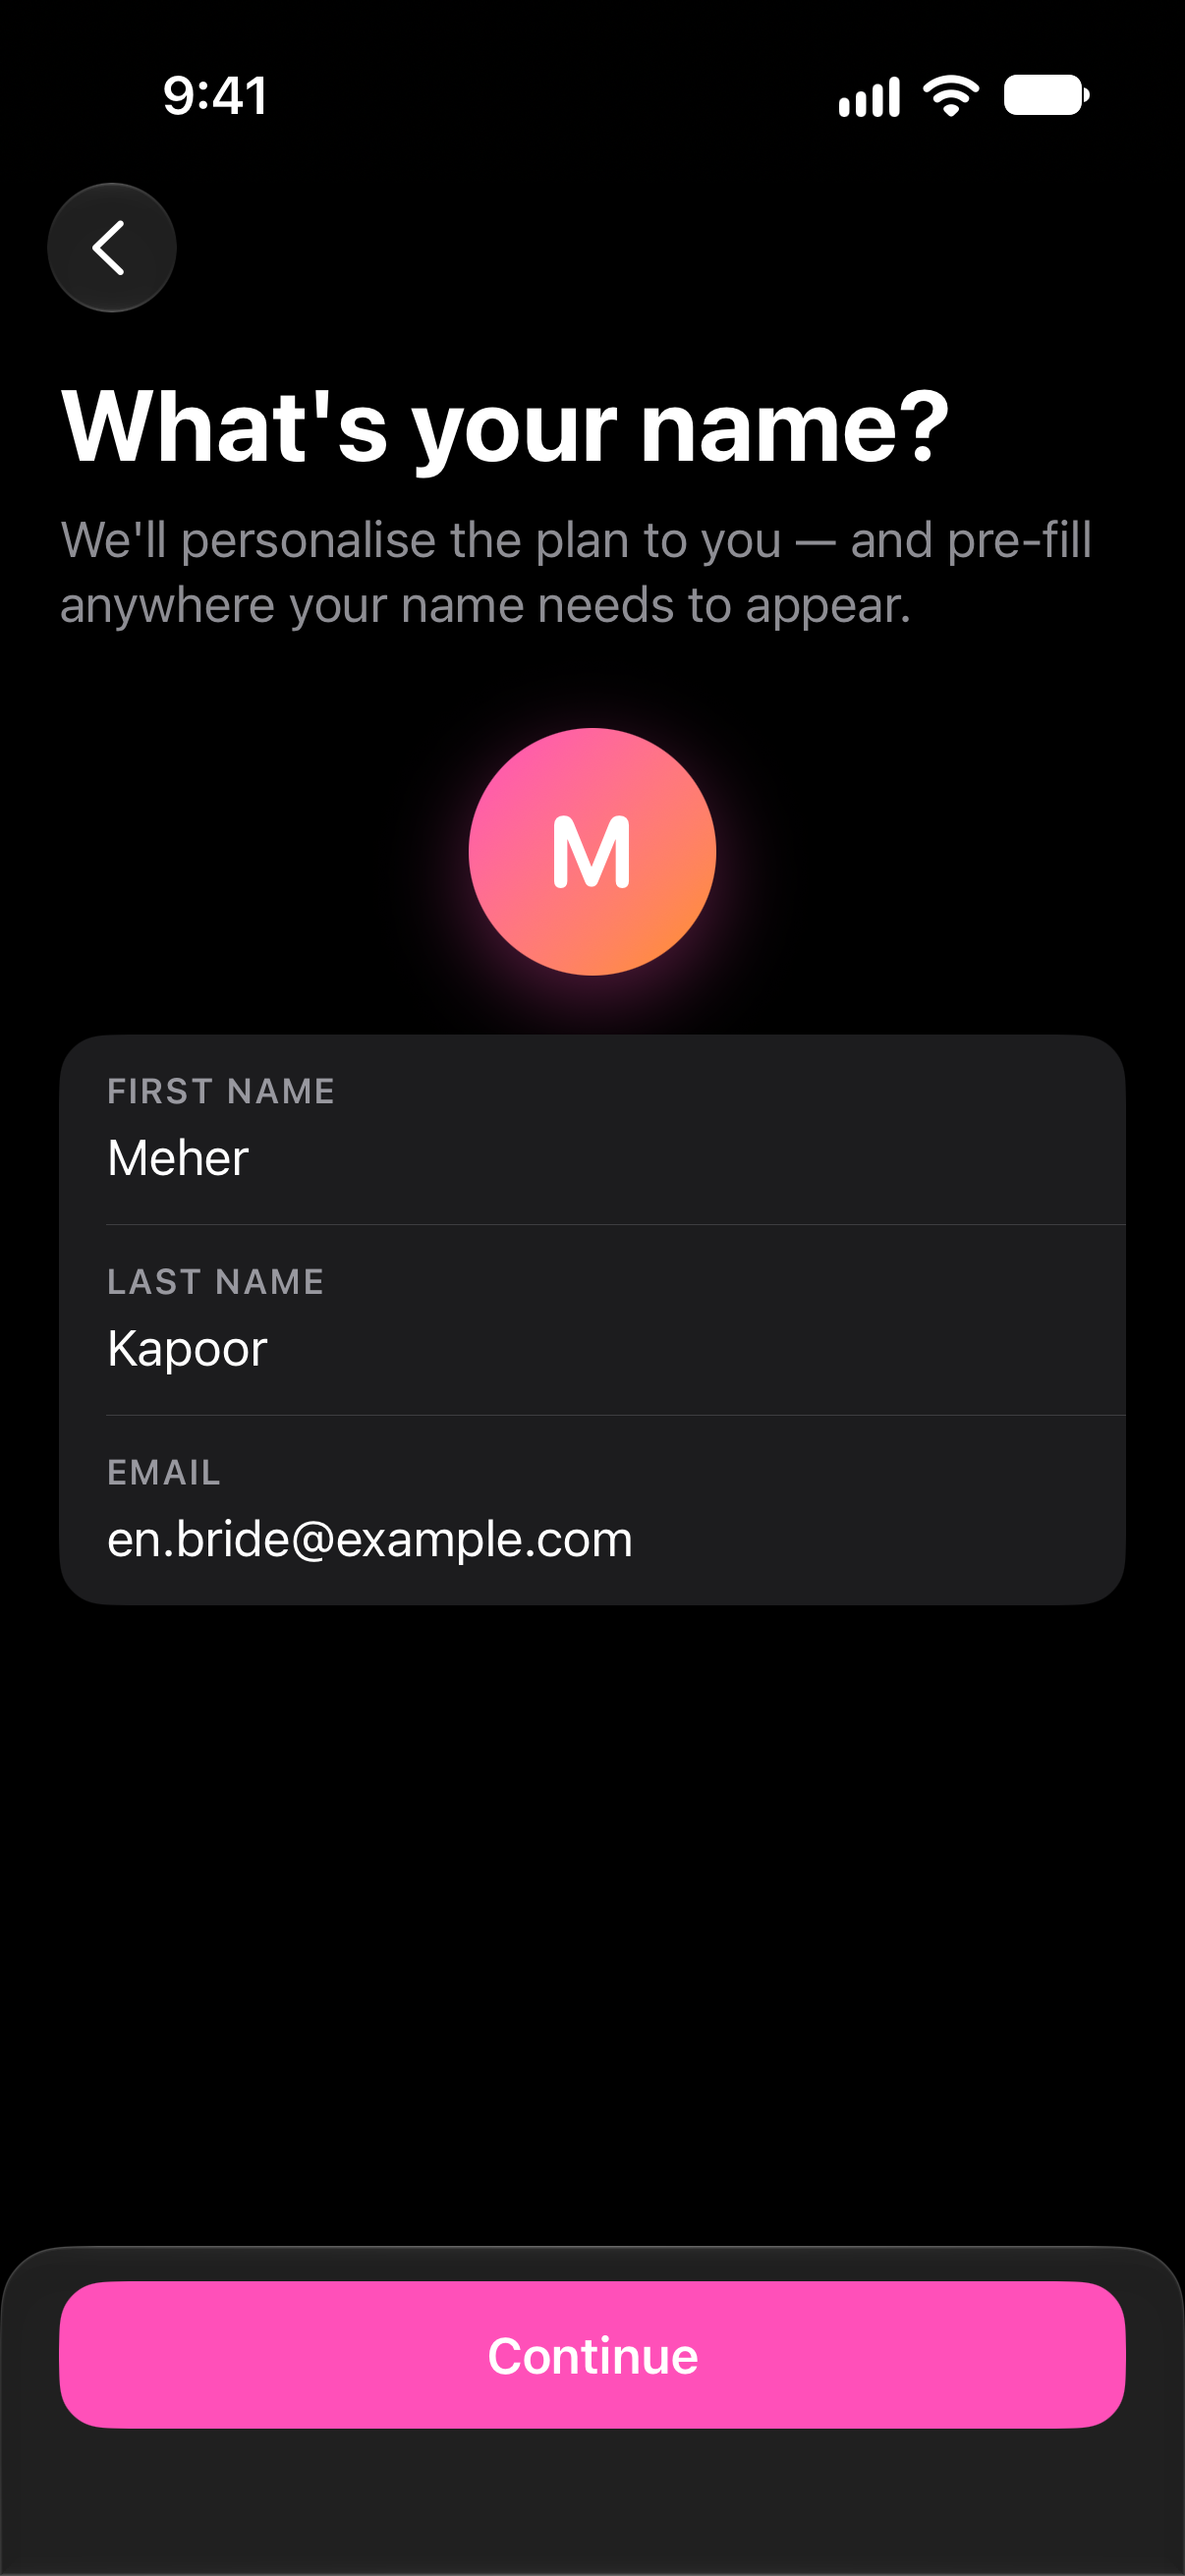 9:41
What's your name?
We'll personalise the plan to you — and pre-fill
anywhere your name needs to appear.
M
FIRST NAME
Meher
LAST NAME
Kapoor
EMAIL
en.bride@example.com
Continue